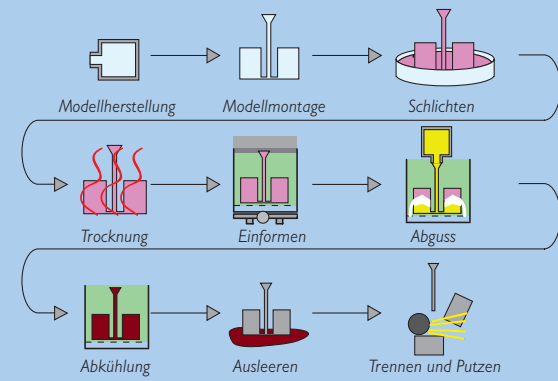 Modellherstellung
Modellmontage
Schlichten
Trocknung
Einformen
Abguss
Abkühlung
Ausleeren
Trennen und Putzen